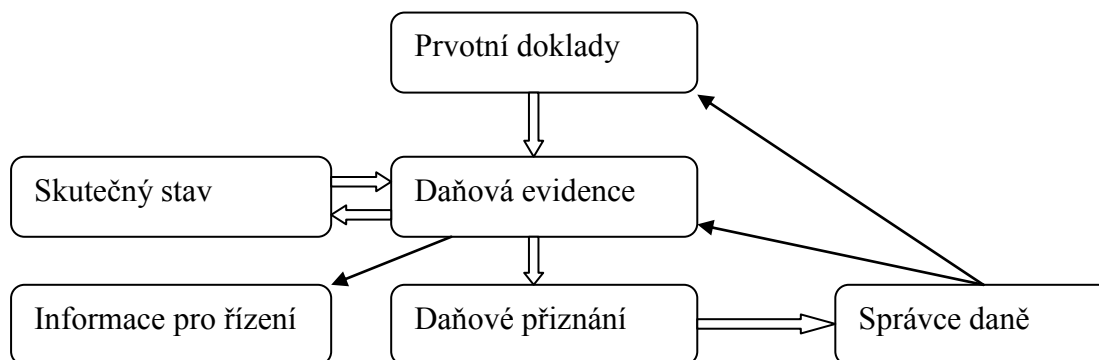 Prvotní doklady
Skutečný stav
Daňová evidence
Informace pro řízení
Daňové přiznání
Správce daně